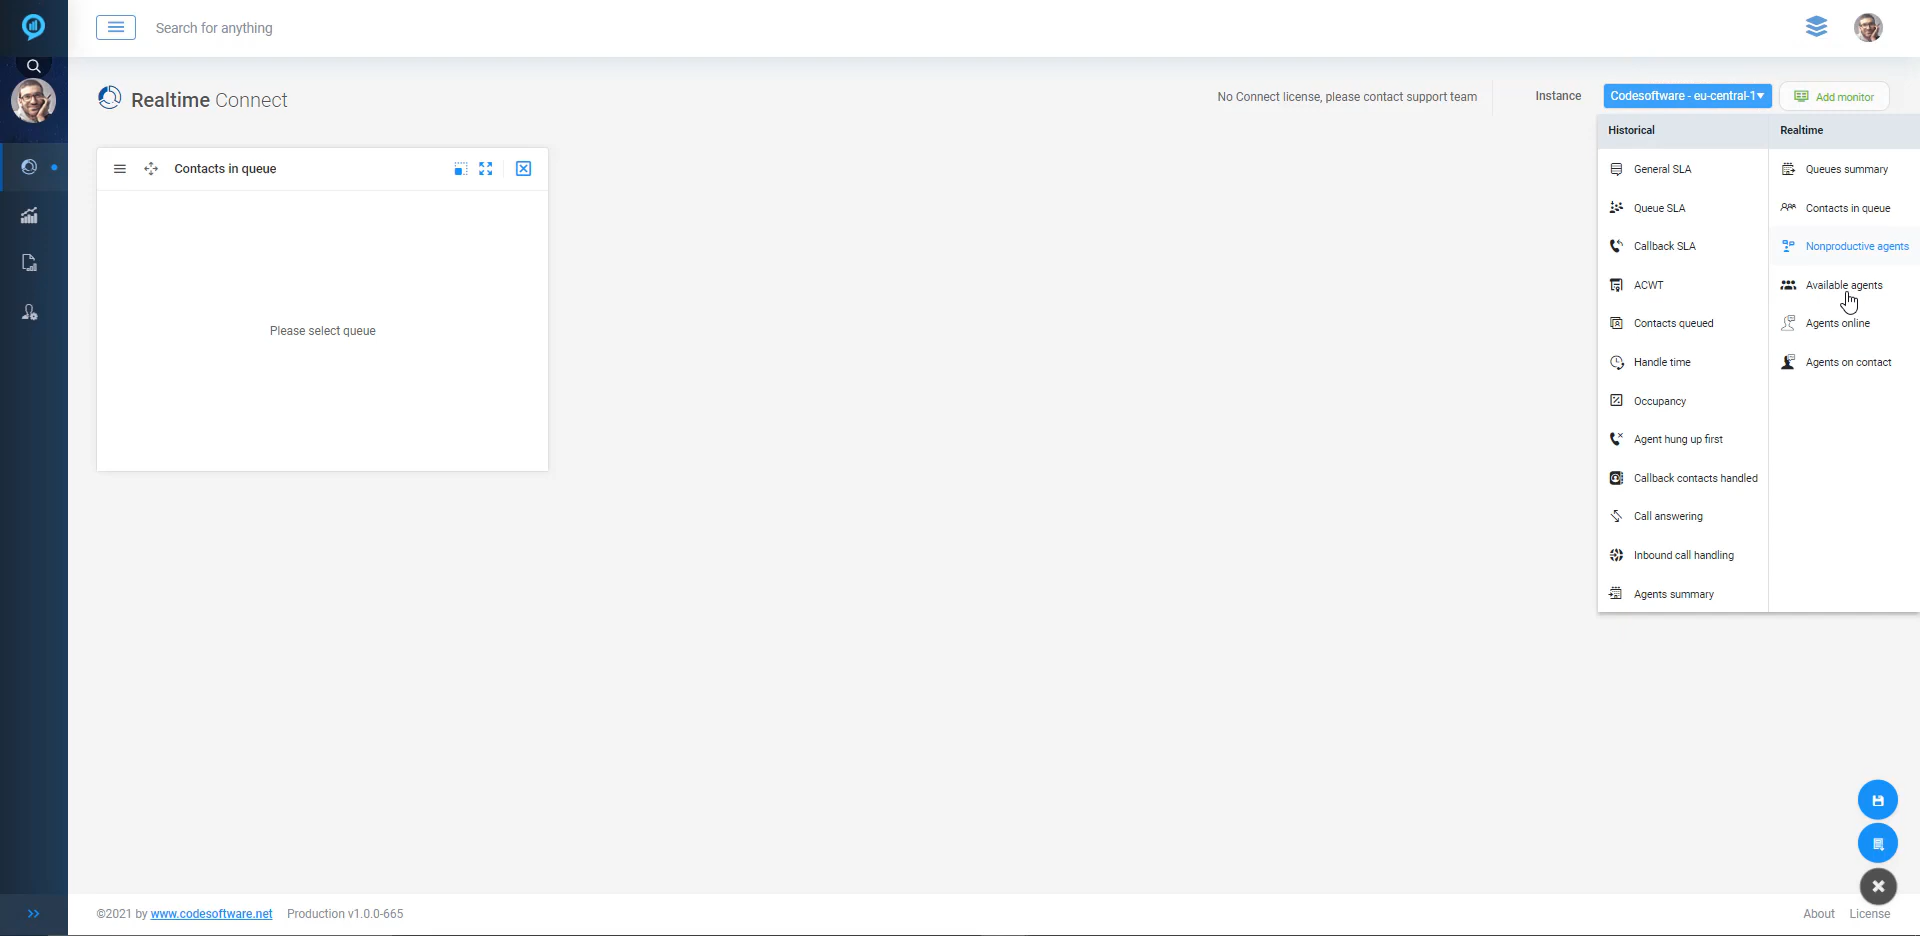 Search for anything
Realtime Connect
No Connect license, please contact support team
Instance
Codesoftware - eu-central-1
Add monitor
Contacts in queue
Please select queue
Historical
General SLA
Queue SLA
Callback SLA
ACWT
Contacts queued
Handle time
Occupancy
Agent hung up first
Callback contacts handled
Call answering
Inbound call handling
Agents summary
Realtime
Queues summary
Contacts in queue
Nonproductive agents
Available agents
Agents online
Agents on contact
©2021 by www.codesoftware.net Production v1.0.0-665
About License